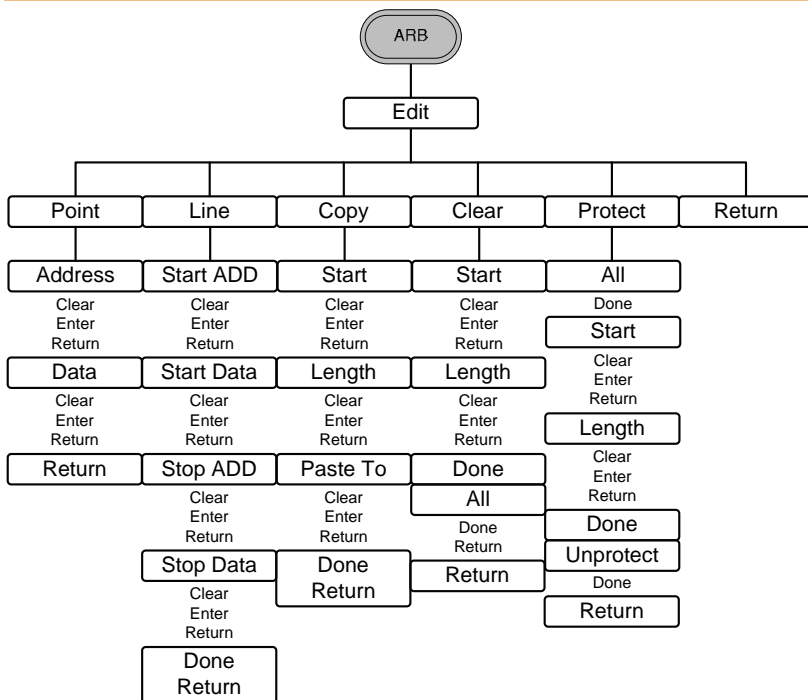 ARB
Edit
Point
Line
Copy
Clear
Protect
Return
Address
Clear
Enter
Return
Data
Clear
Enter
Return
Return
Start ADD
Clear
Enter
Return
Start Data
Clear
Enter
Return
Stop ADD
Clear
Enter
Return
Stop Data
Clear
Enter
Return
Done
Return
Start
Clear
Enter
Return
Length
Clear
Enter
Return
Paste To
Clear
Enter
Return
Done
Return
Start
Clear
Enter
Return
Length
Clear
Enter
Return
Done
All
Done
Return
Return
All
Done
Start
Clear
Enter
Return
Length
Clear
Enter
Return
Done
Unprotect
Done
Return